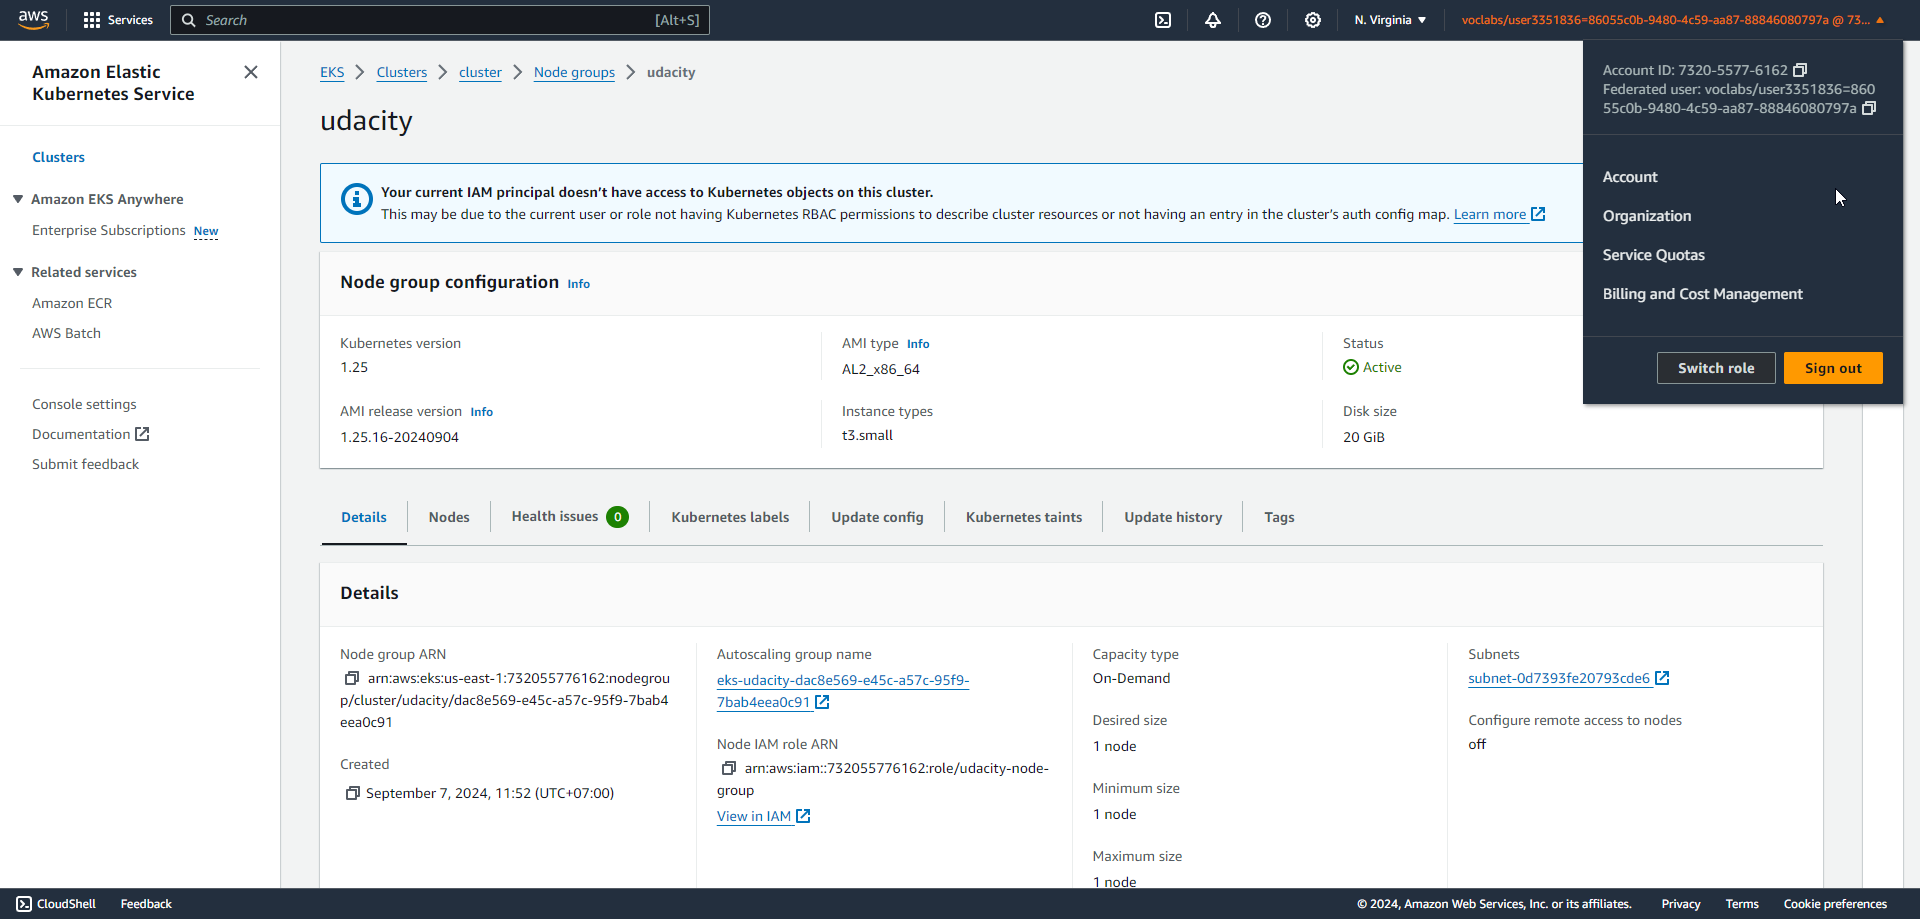 aws
Services
Search
[Alt+S]
N. Virginia
voclabs/user3351836=86055c0b-9480-4c59-aa87-88846080797a @ 73...
Account ID: 7320-5577-6162
Federated user: voclabs/user3351836=860
55c0b-9480-4c59-aa87-88846080797a
Account
Organization
Service Quotas
Billing and Cost Management
Switch role
Sign out
Amazon Elastic
Kubernetes Service
Clusters
Amazon EKS Anywhere
Enterprise Subscriptions New
Related services
Amazon ECR
AWS Batch
Console settings
Documentation
Submit feedback
EKS
Clusters
cluster
Node groups
udacity
udacity
Your current IAM principal doesn't have access to Kubernetes objects on this cluster.
This may be due to the current user or role not having Kubernetes RBAC permissions to describe cluster resources or not having an entry in the cluster's auth config map. Learn more
Node group configuration Info
Kubernetes version
1.25
AMI type Info
AL2_x86_64
Status
Active
AMI release version Info
1.25.16-20240904
Instance types
t3.small
Disk size
20 GiB
Details
Nodes
Health issues 0
Kubernetes labels
Update config
Kubernetes taints
Update history
Tags
Details
Node group ARN
arn:aws:eks:us-east-1:732055776162:nodegrou
p/cluster/udacity/dac8e569-e45c-a57c-95f9-7bab4
eea0c91
Created
September 7, 2024, 11:52 (UTC+07:00)
Autoscaling group name
eks-udacity-dac8e569-e45c-a57c-95f9-
7bab4eea0c91
Node IAM role ARN
arn:aws:iam::732055776162:role/udacity-node-
group
View in IAM
Capacity type
On-Demand
Desired size
1 node
Minimum size
1 node
Maximum size
1 node
Subnets
subnet-0d7393fe20793cde6
Configure remote access to nodes
off
CloudShell
Feedback
© 2024, Amazon Web Services, Inc. or its affiliates.
Privacy
Terms
Cookie preferences